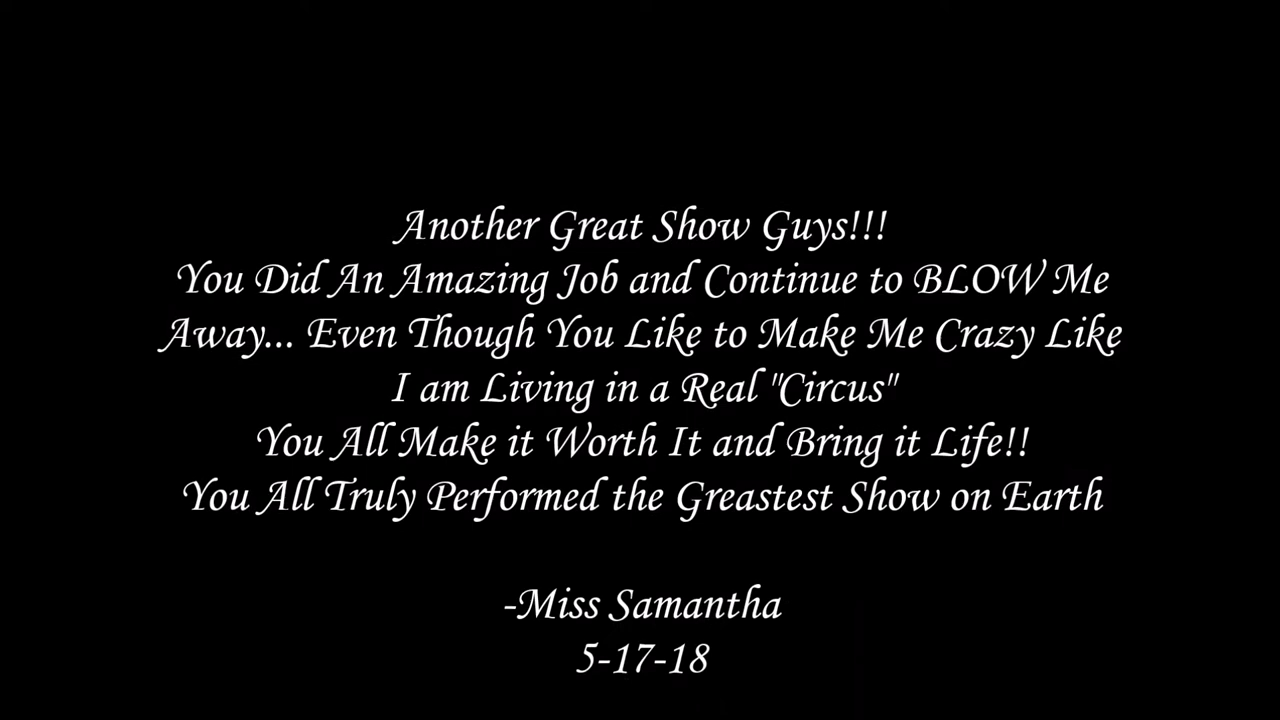 Another Great Show Guys!!!
You Did An Amazing Job and Continue to BLOW Me
Away... Even Though You Like to Make Me Crazy Like
I am Living in a Real "Circus"
You All Make it Worth It and Bring it Life!!
You All Truly Performed the Greastest Show on Earth
-Miss Samantha
5-17-18